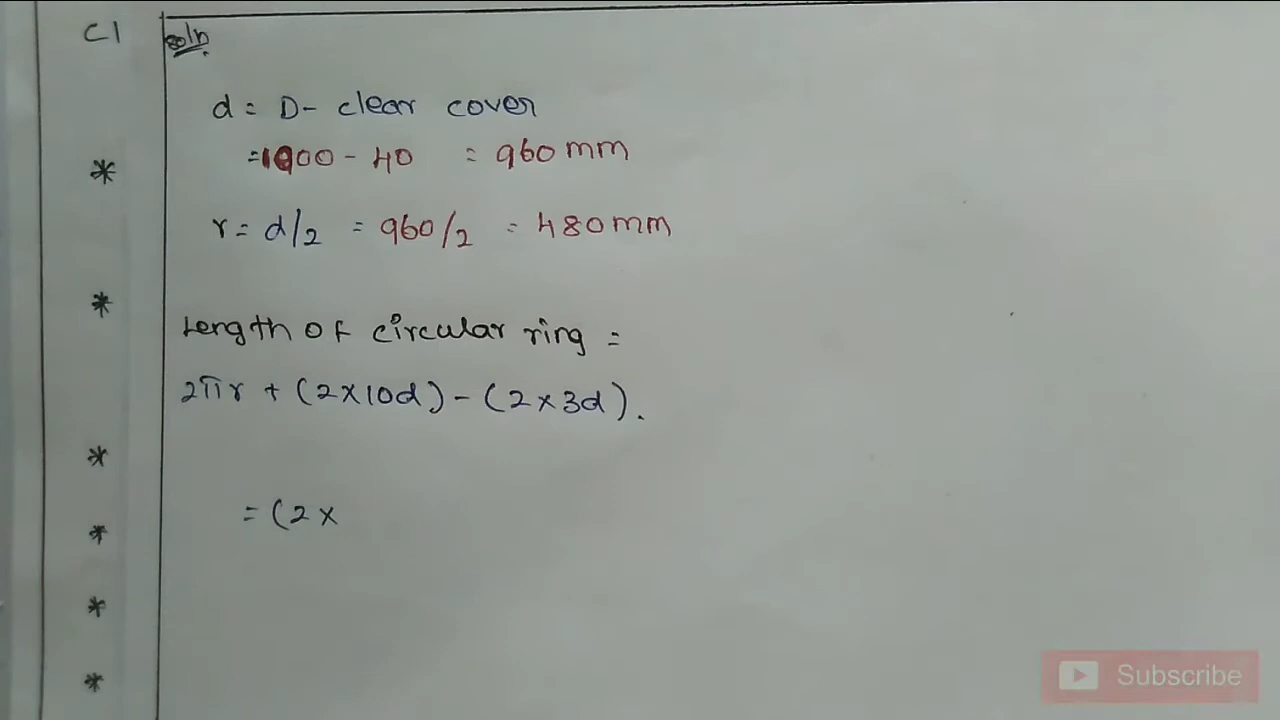 C1
Soln.
d = D - clear cover
= 1000 - 40 = 960 mm
r = d/2 = 960/2 = 480 mm
Length of circular ring =
2πr + (2×10d) - (2×3d).
= (2×
Subscribe